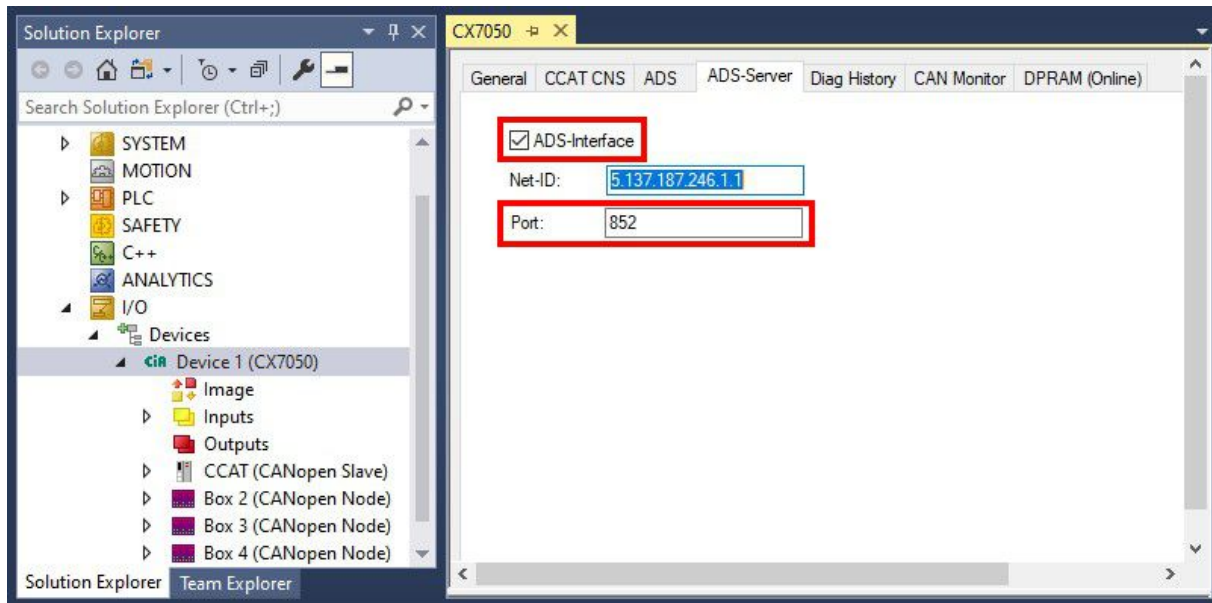 Solution Explorer
Search Solution Explorer (Ctrl+;)
SYSTEM
MOTION
PLC
SAFETY
C++
ANALYTICS
I/O
Devices
CiA Device 1 (CX7050)
Image
Inputs
Outputs
CCAT (CANopen Slave)
Box 2 (CANopen Node)
Box 3 (CANopen Node)
Box 4 (CANopen Node)
Solution Explorer Team Explorer
CX7050
General CCAT CNS ADS ADS-Server Diag History CAN Monitor DPRAM (Online)
ADS-Interface
Net-ID: 5.137.187.246.1.1
Port: 852